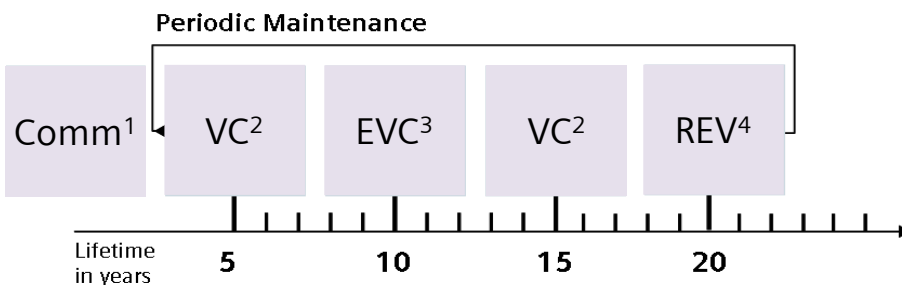 Periodic Maintenance
Comm¹ VC² EVC³ VC² REV⁴
Lifetime
in years
5 10 15 20